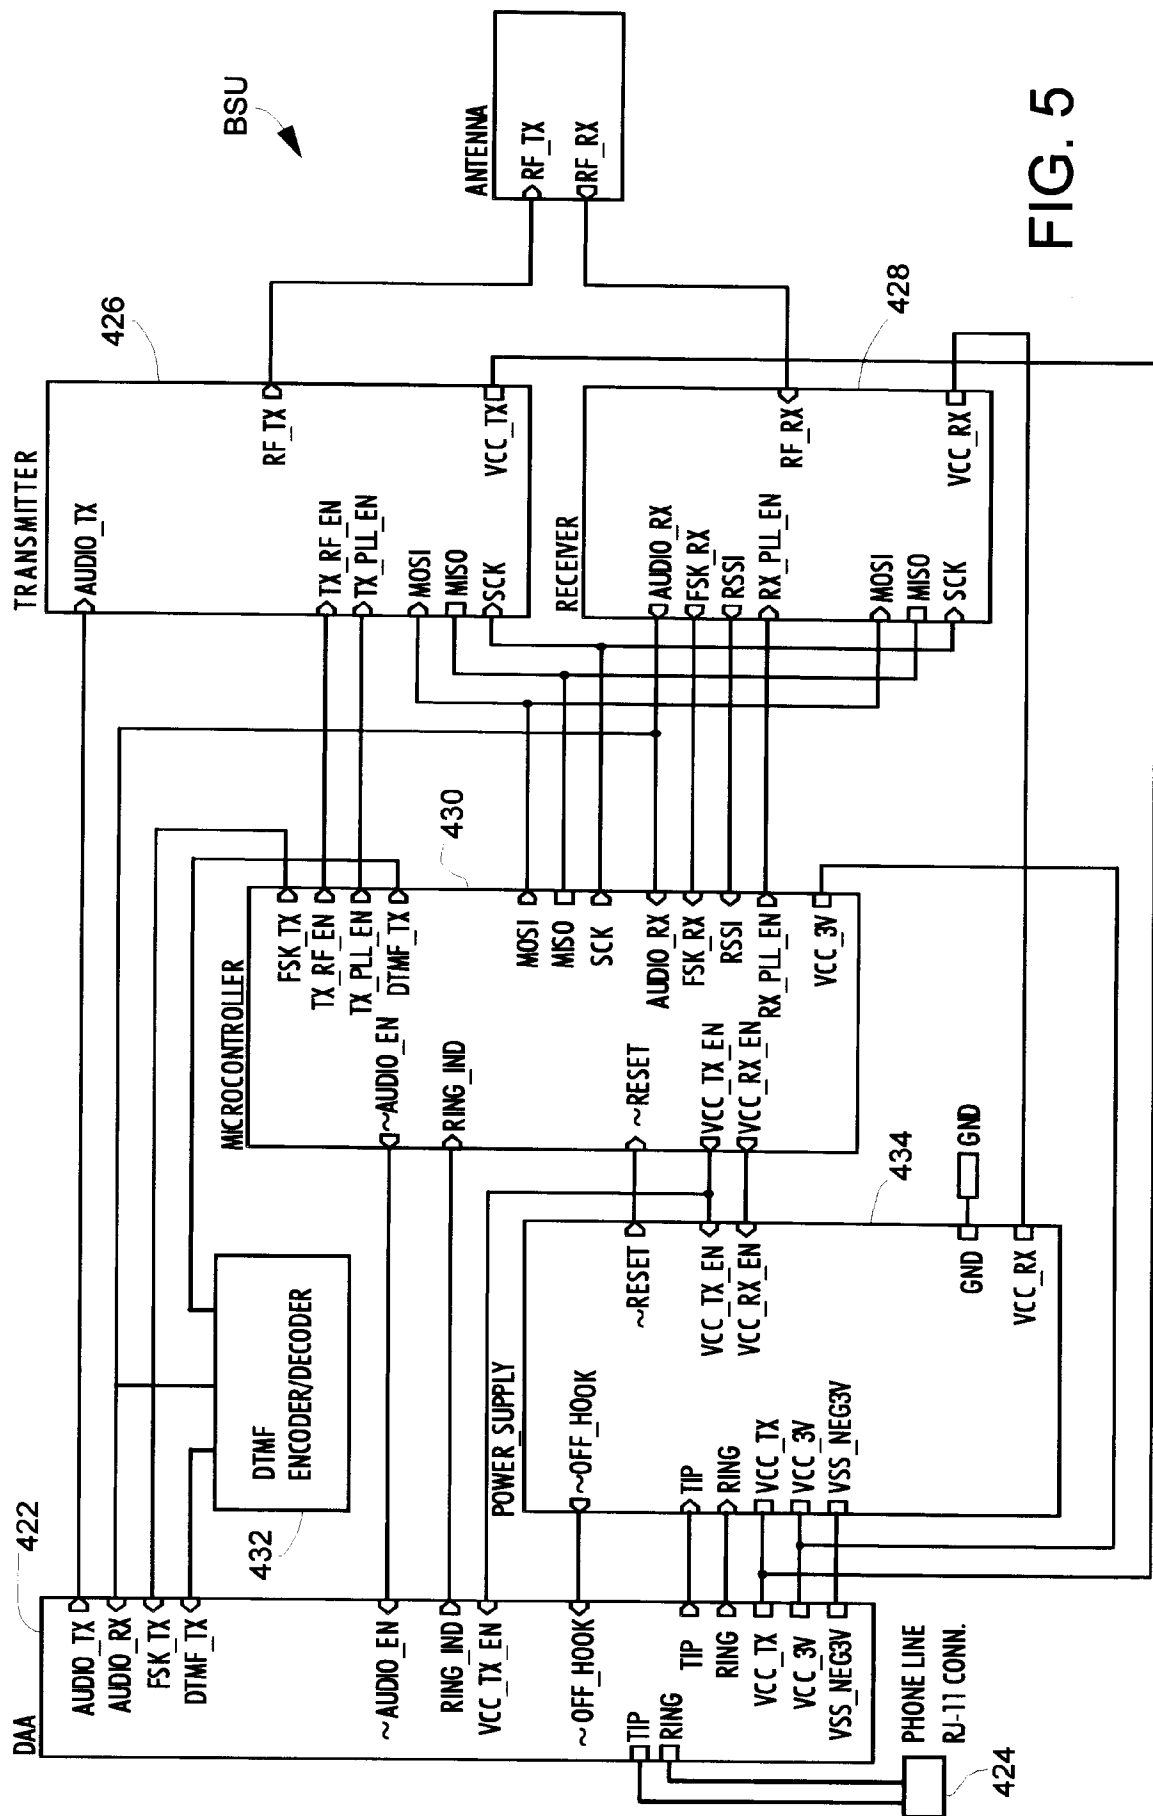 BSU
FIG. 5
DAA
422
AUDIO_TX
AUDIO_RX
FSK_TX
DTMF_TX
~AUDIO_EN
RING_IND
VCC_TX_EN
~OFF_HOOK
TIP
RING
VCC_TX
VCC_3V
VSS_NEG3V
TIP
RING
PHONE LINE
RJ-11 CONN.
424
DTMF
ENCODER/DECODER
432
POWER_SUPPLY
~OFF_HOOK
TIP
RING
VCC_TX
VCC_3V
VSS_NEG3V
~RESET
VCC_TX_EN
VCC_RX_EN
GND
VCC_RX
GND
434
MICROCONTROLLER
430
~AUDIO_EN
RING_IND
~RESET
VCC_TX_EN
VCC_RX_EN
FSK_TX
TX_RF_EN
TX_PLL_EN
DTMF_TX
MOSI
MISO
SCK
AUDIO_RX
FSK_RX
RSSI
RX_PLL_EN
VCC_3V
TRANSMITTER
426
AUDIO_TX
TX_RF_EN
TX_PLL_EN
MOSI
MISO
SCK
RF_TX
VCC_TX
RECEIVER
428
AUDIO_RX
FSK_RX
RSSI
RX_PLL_EN
MOSI
MISO
SCK
RF_RX
VCC_RX
ANTENNA
RF_TX
RF_RX